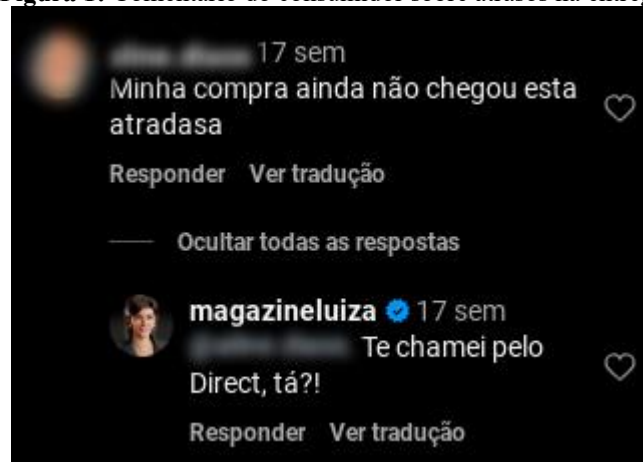 17 sem
Minha compra ainda não chegou esta
atradasa
Responder Ver tradução
Ocultar todas as respostas
magazineluiza 17 sem
Te chamei pelo
Direct, tá?!
Responder Ver tradução